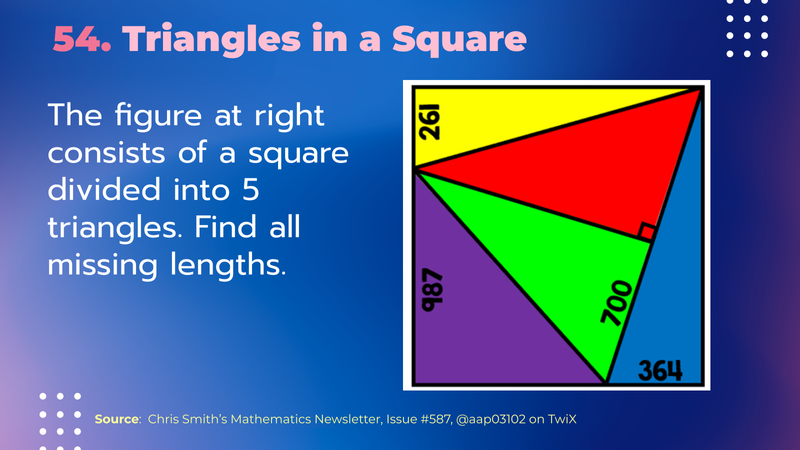 54. Triangles in a Square
The figure at right
consists of a square
divided into 5
triangles. Find all
missing lengths.
261
987
700
364
Source: Chris Smith’s Mathematics Newsletter, Issue #587, @aap03102 on TwiX